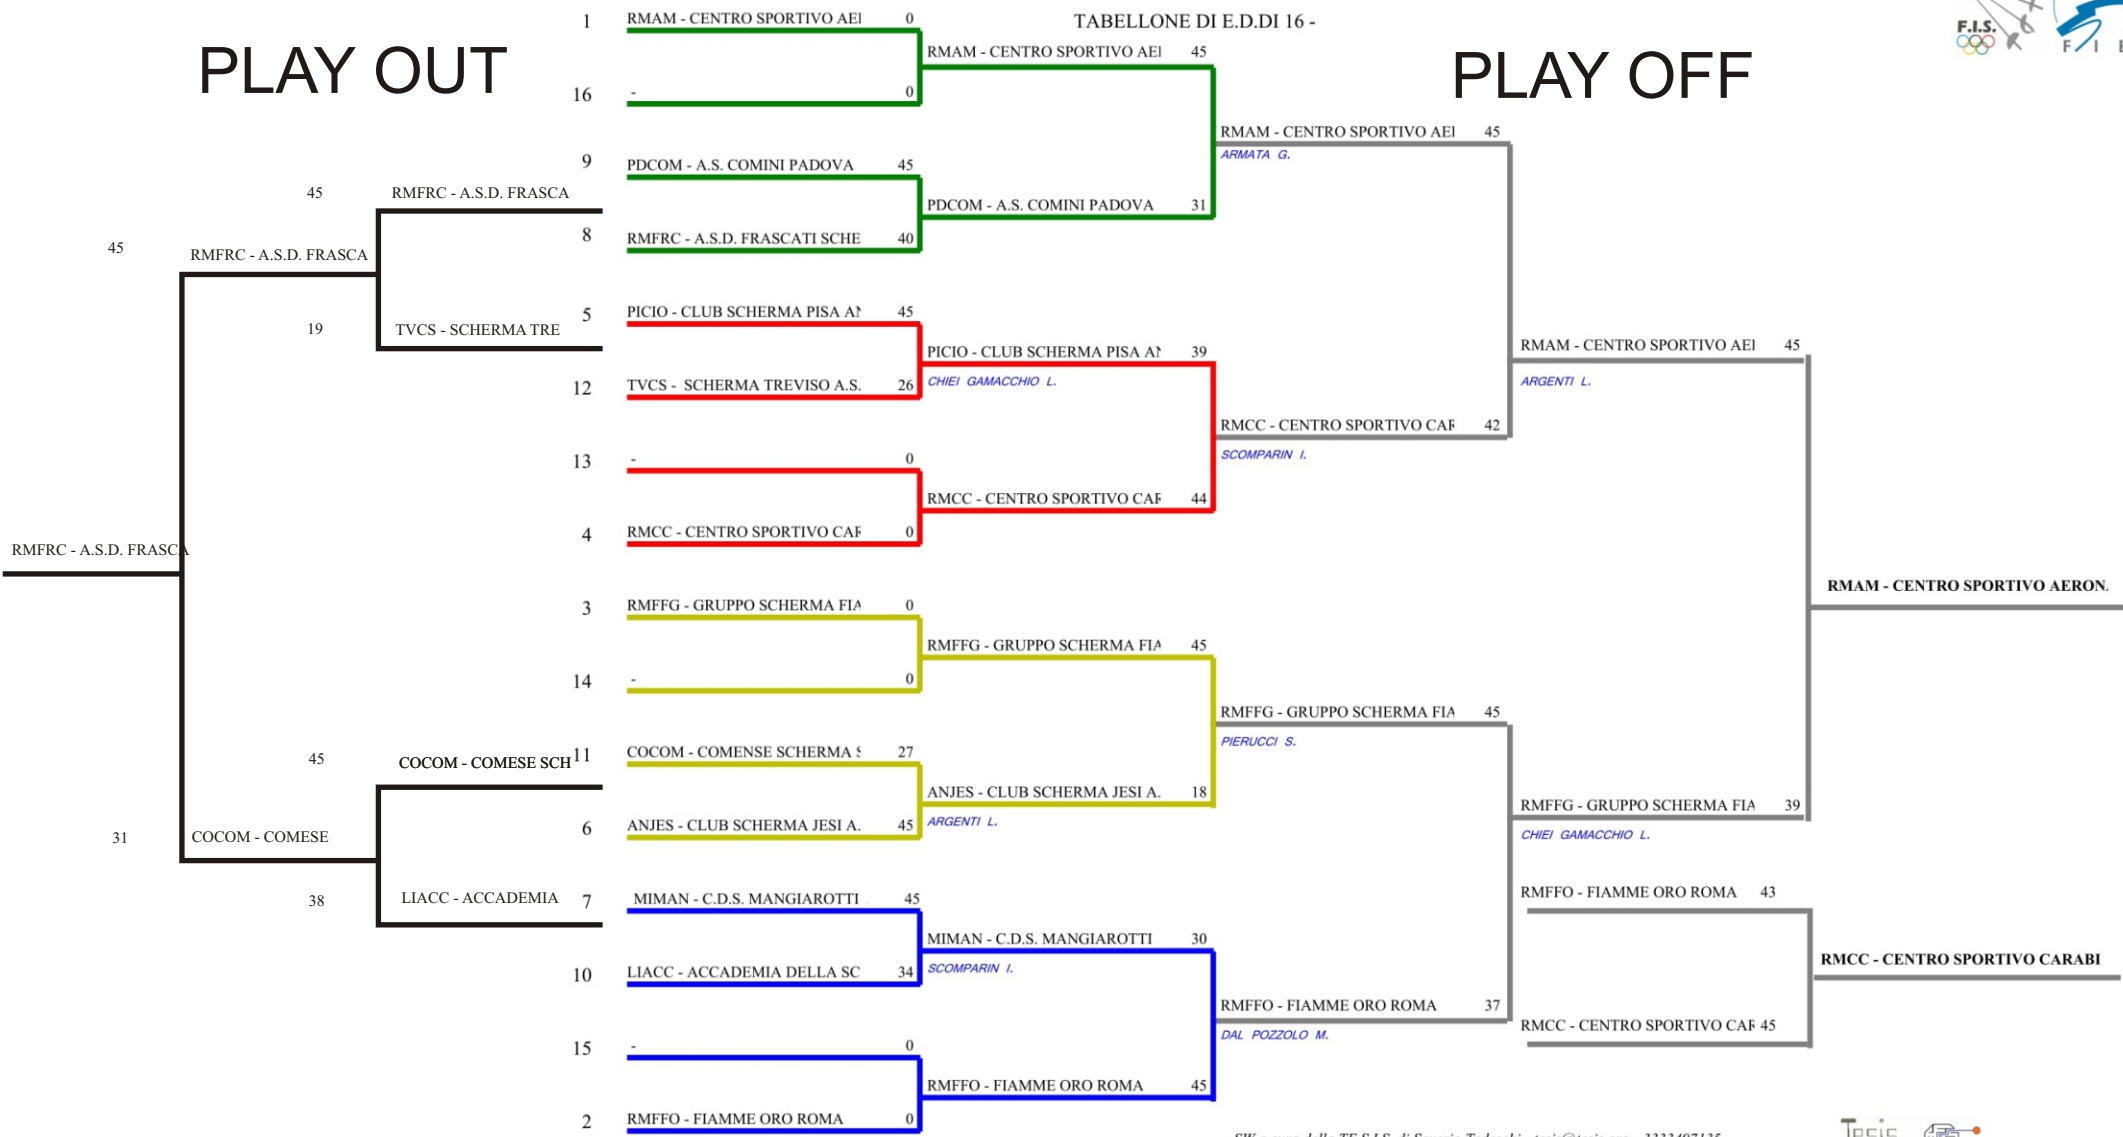 TABELLONE DI E.D.DI 16 -
PLAY OUT
PLAY OFF
F.I.S.
F I E
45
RMFRC - A.S.D. FRASCA
45
RMFRC - A.S.D. FRASCA
19
TVCS - SCHERMA TRE
RMFRC - A.S.D. FRASCA
45
COCOM - COMESE SCH
31
COCOM - COMESE
38
LIACC - ACCADEMIA
1 RMAM - CENTRO SPORTIVO AEI 0
16 - 0
9 PDCOM - A.S. COMINI PADOVA 45
8 RMFRC - A.S.D. FRASCATI SCHE 40
5 PICIO - CLUB SCHERMA PISA AN 45
12 TVCS - SCHERMA TREVISO A.S. 26
13 - 0
4 RMCC - CENTRO SPORTIVO CAR 0
3 RMFFG - GRUPPO SCHERMA FIA 0
14 - 0
11 COCOM - COMENSE SCHERMA S 27
6 ANJES - CLUB SCHERMA JESI A. 45
7 MIMAN - C.D.S. MANGIAROTTI 45
10 LIACC - ACCADEMIA DELLA SC 34
15 - 0
2 RMFFO - FIAMME ORO ROMA 0
RMAM - CENTRO SPORTIVO AEI 45
PDCOM - A.S. COMINI PADOVA 31
PICIO - CLUB SCHERMA PISA AN 39
CHIEI GAMACCHIO L.
RMCC - CENTRO SPORTIVO CAR 44
RMFFG - GRUPPO SCHERMA FIA 45
ANJES - CLUB SCHERMA JESI A. 18
ARGENTI L.
MIMAN - C.D.S. MANGIAROTTI 30
SCOMPARIN I.
RMFFO - FIAMME ORO ROMA 45
RMAM - CENTRO SPORTIVO AEI 45
ARMATA G.
RMCC - CENTRO SPORTIVO CAR 42
SCOMPARIN I.
RMFFG - GRUPPO SCHERMA FIA 45
PIERUCCI S.
RMFFO - FIAMME ORO ROMA 37
DAL POZZOLO M.
RMAM - CENTRO SPORTIVO AEI 45
ARGENTI L.
RMFFG - GRUPPO SCHERMA FIA 39
CHIEI GAMACCHIO L.
RMFFO - FIAMME ORO ROMA 43
RMCC - CENTRO SPORTIVO CAR 45
RMAM - CENTRO SPORTIVO AERON.
RMCC - CENTRO SPORTIVO CARABI